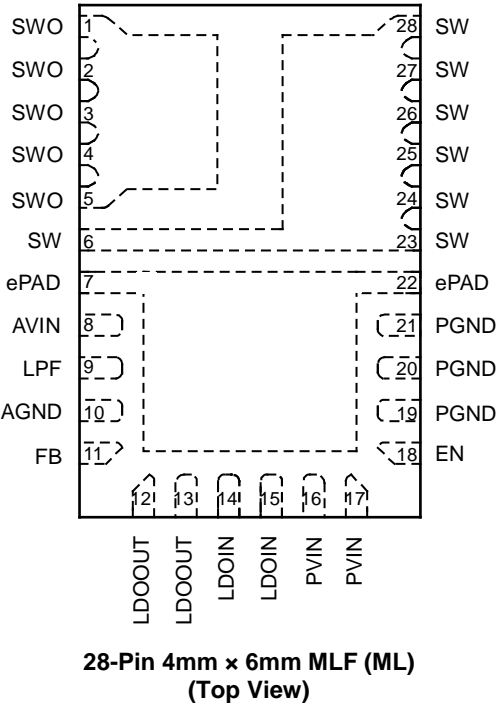 SWO 1 28 SW
SWO 2 27 SW
SWO 3 26 SW
SWO 4 25 SW
SWO 5 24 SW
SW 6 23 SW
ePAD 7 22 ePAD
AVIN 8 21 PGND
LPF 9 20 PGND
AGND 10 19 PGND
FB 11 18 EN
12 13 14 15 16 17
LDOOUT LDOOUT LDOIN LDOIN PVIN PVIN
28-Pin 4mm × 6mm MLF (ML)
(Top View)